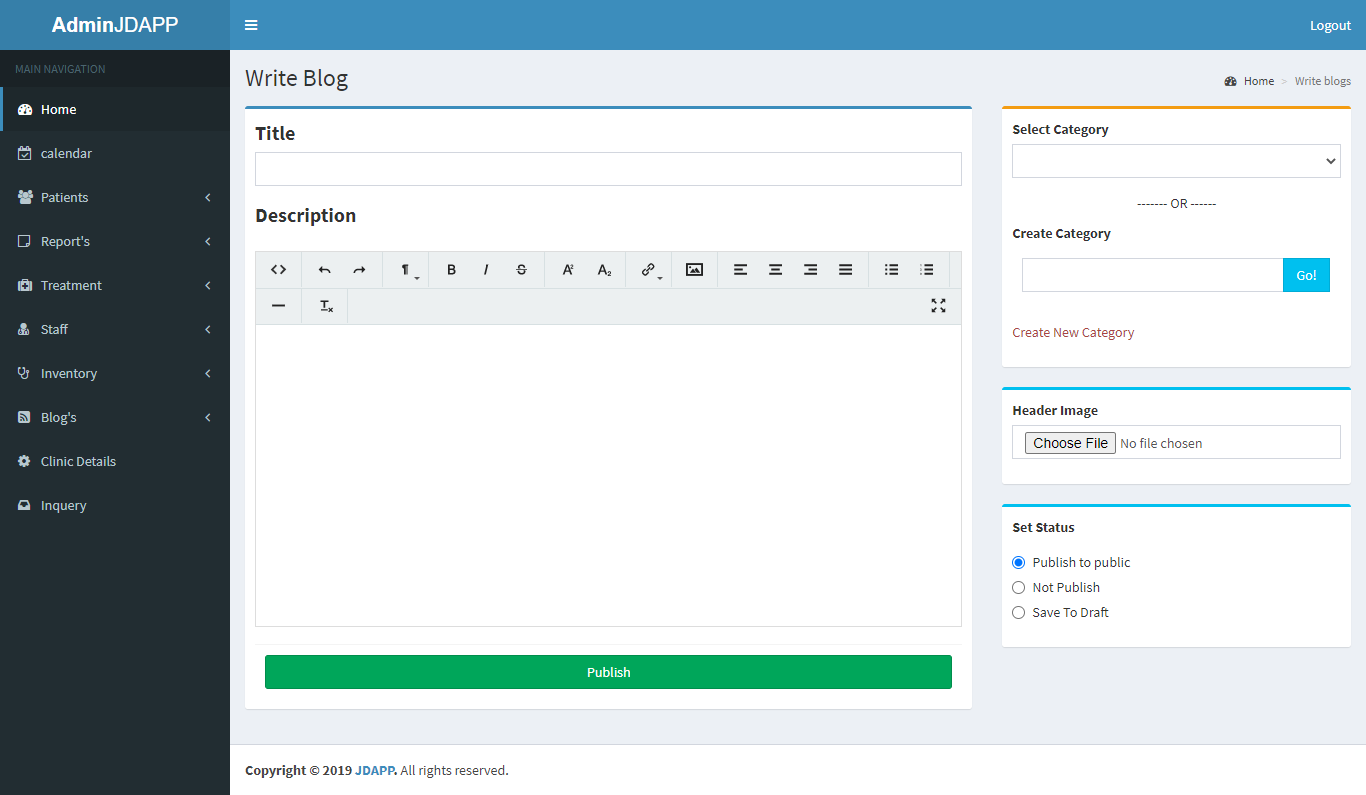 AdminJDAPP
Logout
MAIN NAVIGATION
Home
calendar
Patients
Report's
Treatment
Staff
Inventory
Blog's
Clinic Details
Inquery
Write Blog
Home > Write blogs
Title
Description
Publish
Select Category
------- OR ------
Create Category
Go!
Create New Category
Header Image
Choose File No file chosen
Set Status
Publish to public
Not Publish
Save To Draft
Copyright © 2019 JDAPP. All rights reserved.